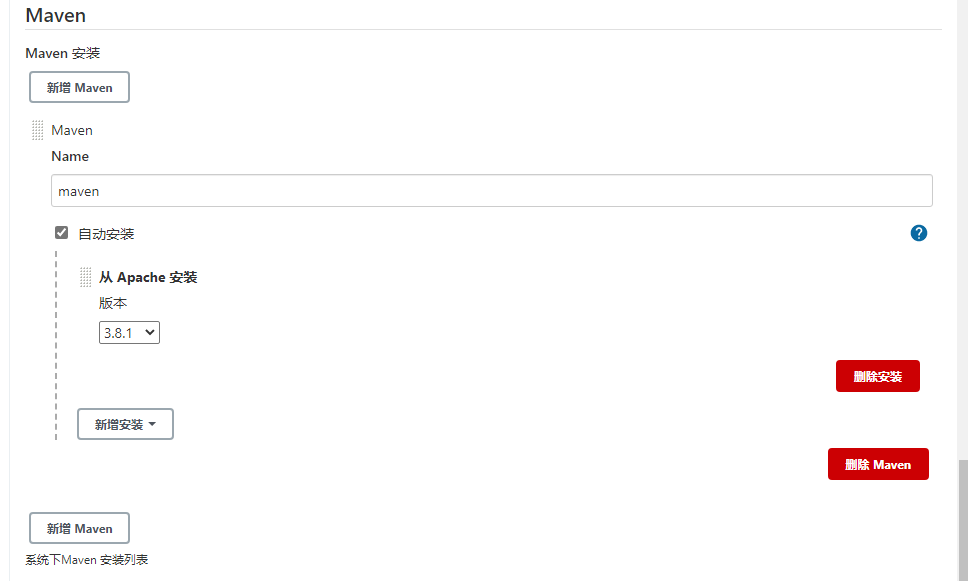 Maven
Maven 安装
新增 Maven
Maven
Name
maven
自动安装
?
从 Apache 安装
版本
3.8.1
删除安装
新增安装
删除 Maven
新增 Maven
系统下Maven 安装列表